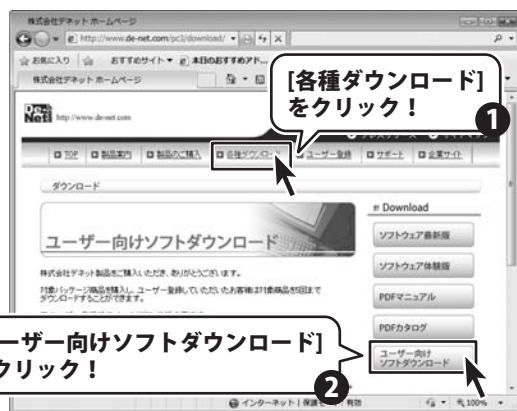 株式会社デネット ホームページ
http://www.de-net.com/pc3/download/
お気に入り おすすめサイト 本日のおすすめアド...
株式会社デネット ホームページ
[各種ダウンロード]
をクリック！
❶
De-Net http://www.de-net.com
TOP 製品案内 製品のご購入 各種ダウンロード ユーザー登録 サポート 企業サイト
ダウンロード
Download
ユーザー向けソフトダウンロード
ソフトウェア最新版
株式会社デネット製品をご購入いただき、ありがとうございます。
ソフトウェア体験版
対象パッケージ商品を購入し、ユーザー登録していただいたお客様は対象商品を5回まで
ダウンロードすることができます。
PDFマニュアル
PDFカタログ
ーザー向けソフトダウンロード]
クリック！
❷
ユーザー向け
ソフトダウンロード
インターネット | 保護モード: 有効 100%